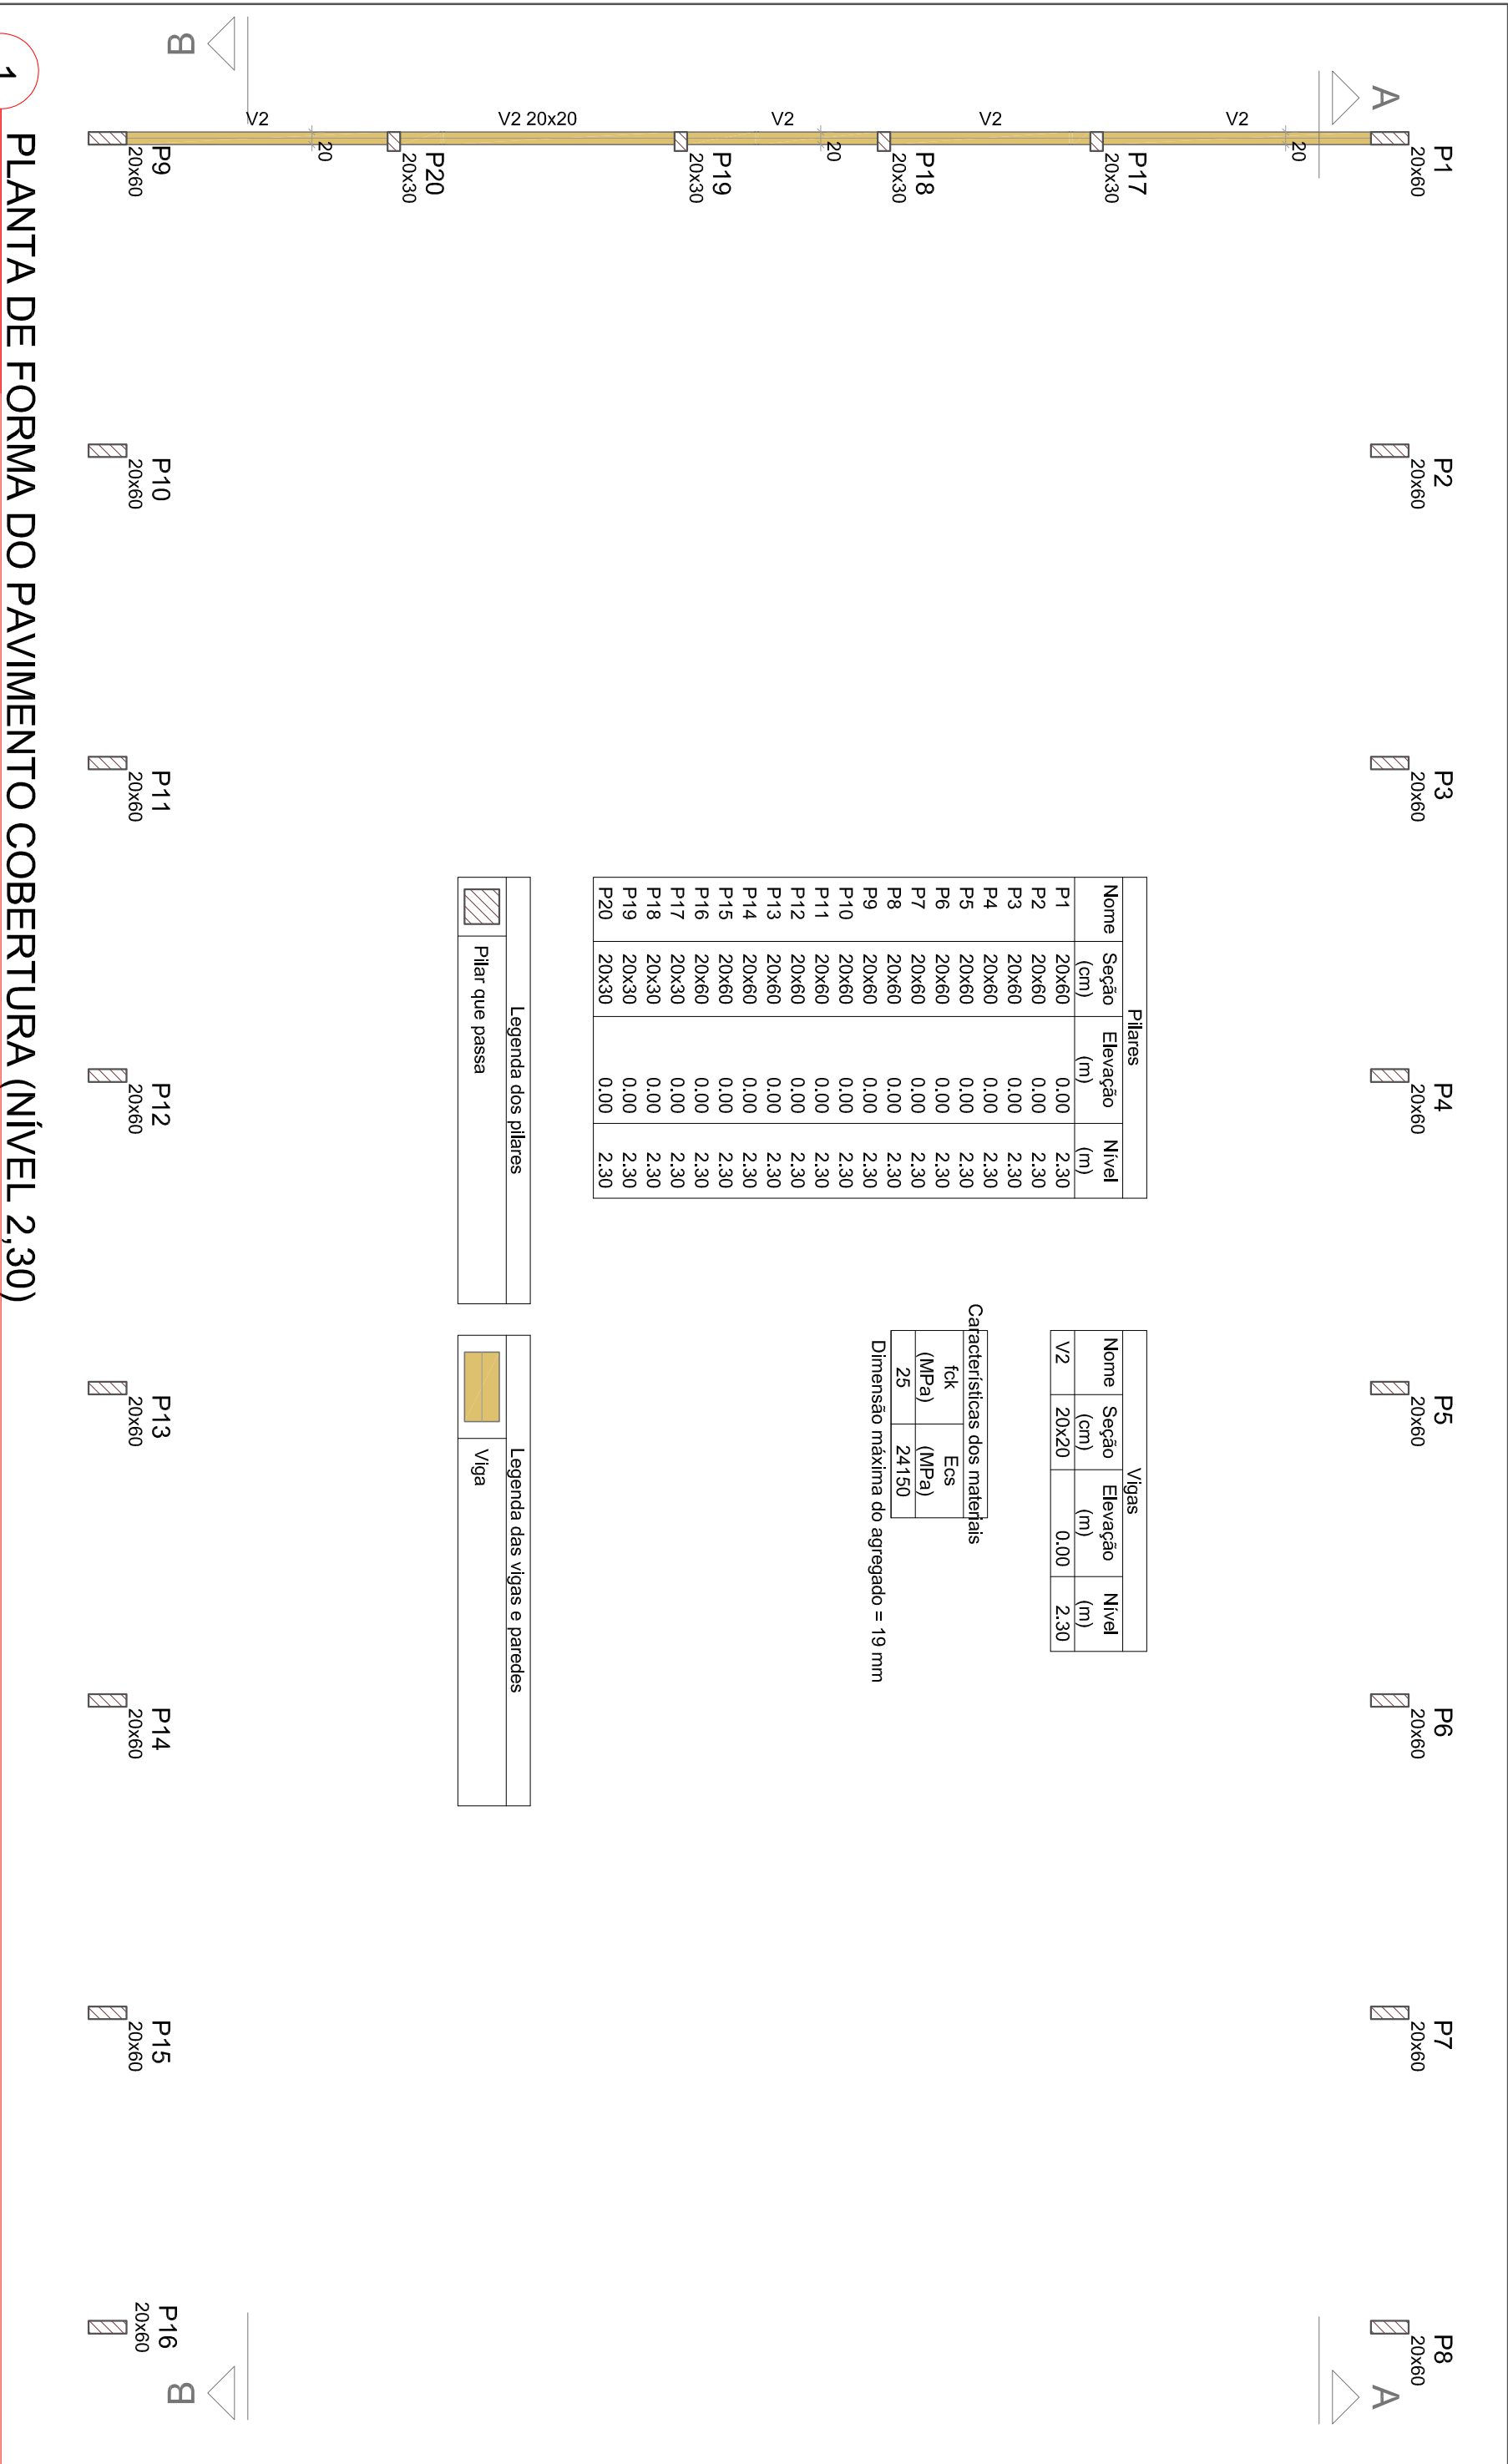 A
A
P1
20x60
P2
20x60
P3
20x60
P4
20x60
P5
20x60
P6
20x60
P7
20x60
P8
20x60
V2
20
P17
20x30
V2
P18
20x30
V2
20
P19
20x30
V2 20x20
P20
20x30
V2
20
Pilares
Nome Seção (cm) Elevação (m) Nível (m)
P1 20x60 0.00 2.30
P2 20x60 0.00 2.30
P3 20x60 0.00 2.30
P4 20x60 0.00 2.30
P5 20x60 0.00 2.30
P6 20x60 0.00 2.30
P7 20x60 0.00 2.30
P8 20x60 0.00 2.30
P9 20x60 0.00 2.30
P10 20x60 0.00 2.30
P11 20x60 0.00 2.30
P12 20x60 0.00 2.30
P13 20x60 0.00 2.30
P14 20x60 0.00 2.30
P15 20x60 0.00 2.30
P16 20x60 0.00 2.30
P17 20x30 0.00 2.30
P18 20x30 0.00 2.30
P19 20x30 0.00 2.30
P20 20x30 0.00 2.30
Vigas
Nome Seção (cm) Elevação (m) Nível (m)
V2 20x20 0.00 2.30
Características dos materiais
fck (MPa) Ecs (MPa)
25 24150
Dimensão máxima do agregado = 19 mm
Legenda dos pilares
Pilar que passa
Legenda das vigas e paredes
Viga
P9
20x60
P10
20x60
P11
20x60
P12
20x60
P13
20x60
P14
20x60
P15
20x60
P16
20x60
B
B
1
PLANTA DE FORMA DO PAVIMENTO COBERTURA (NÍVEL 2,30)